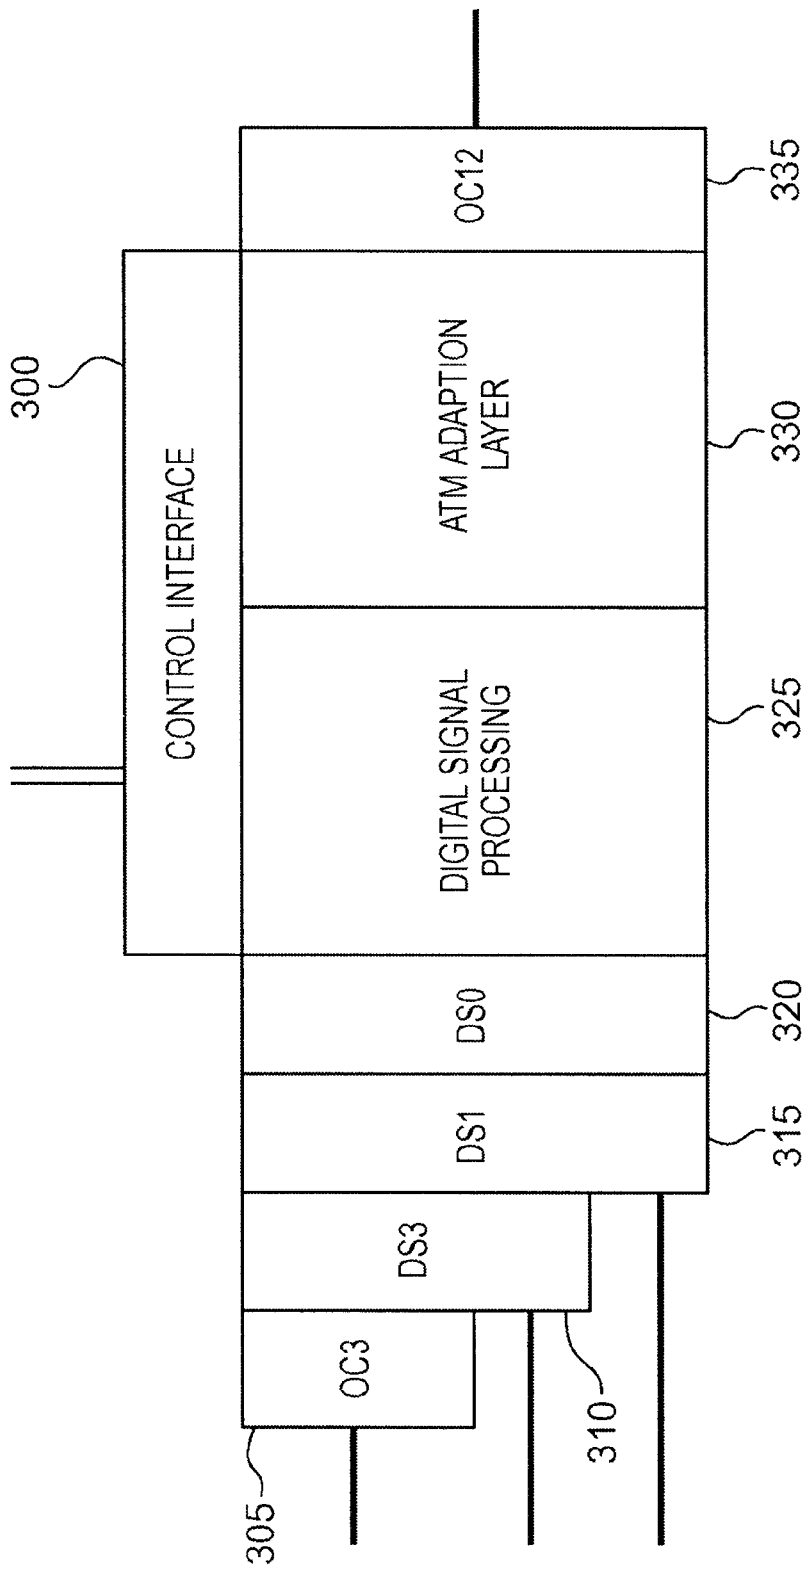 300
CONTROL INTERFACE
OC3
DS3
DS1
DS0
DIGITAL SIGNAL
PROCESSING
ATM ADAPTION
LAYER
OC12
305
310
315
320
325
330
335